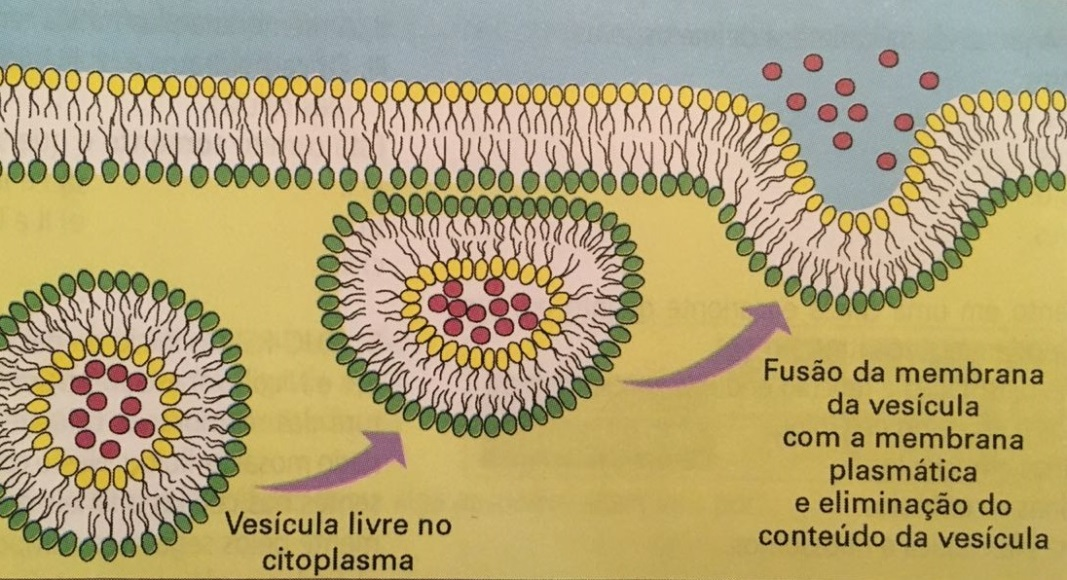 Vesícula livre no
citoplasma
Fusão da membrana
da vesícula
com a membrana
plasmática
e eliminação do
conteúdo da vesícula